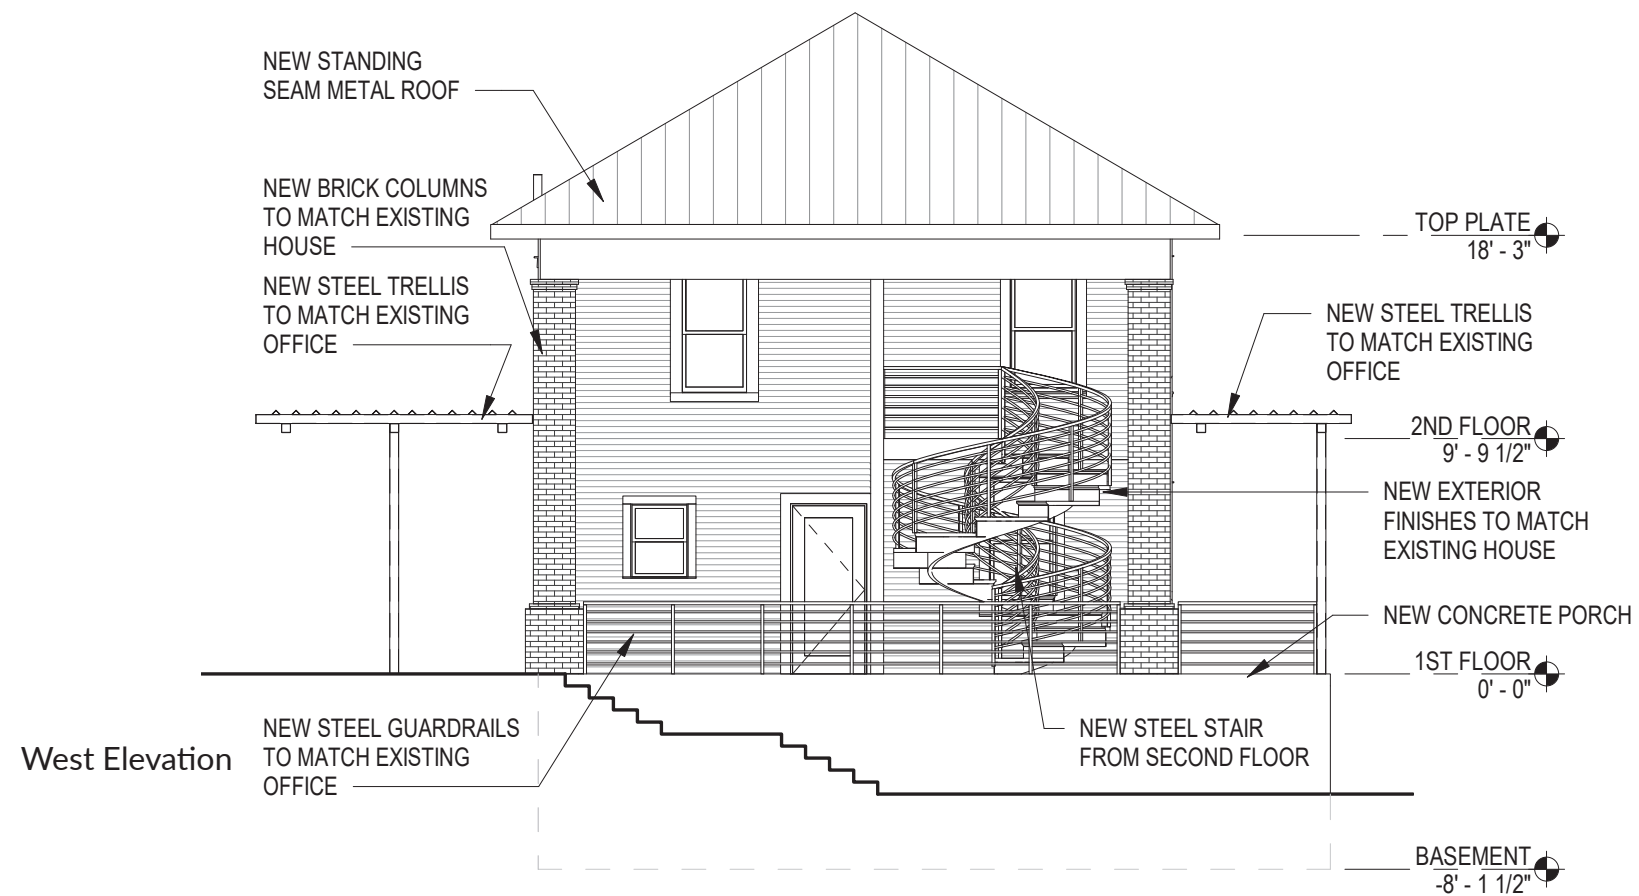 NEW STANDING
SEAM METAL ROOF
NEW BRICK COLUMNS
TO MATCH EXISTING
HOUSE
NEW STEEL TRELLIS
TO MATCH EXISTING
OFFICE
TOP PLATE
18' - 3"
NEW STEEL TRELLIS
TO MATCH EXISTING
OFFICE
2ND FLOOR
9' - 9 1/2"
NEW EXTERIOR
FINISHES TO MATCH
EXISTING HOUSE
NEW CONCRETE PORCH
1ST FLOOR
0' - 0"
West Elevation
NEW STEEL GUARDRAILS
TO MATCH EXISTING
OFFICE
NEW STEEL STAIR
FROM SECOND FLOOR
BASEMENT
-8' - 1 1/2"